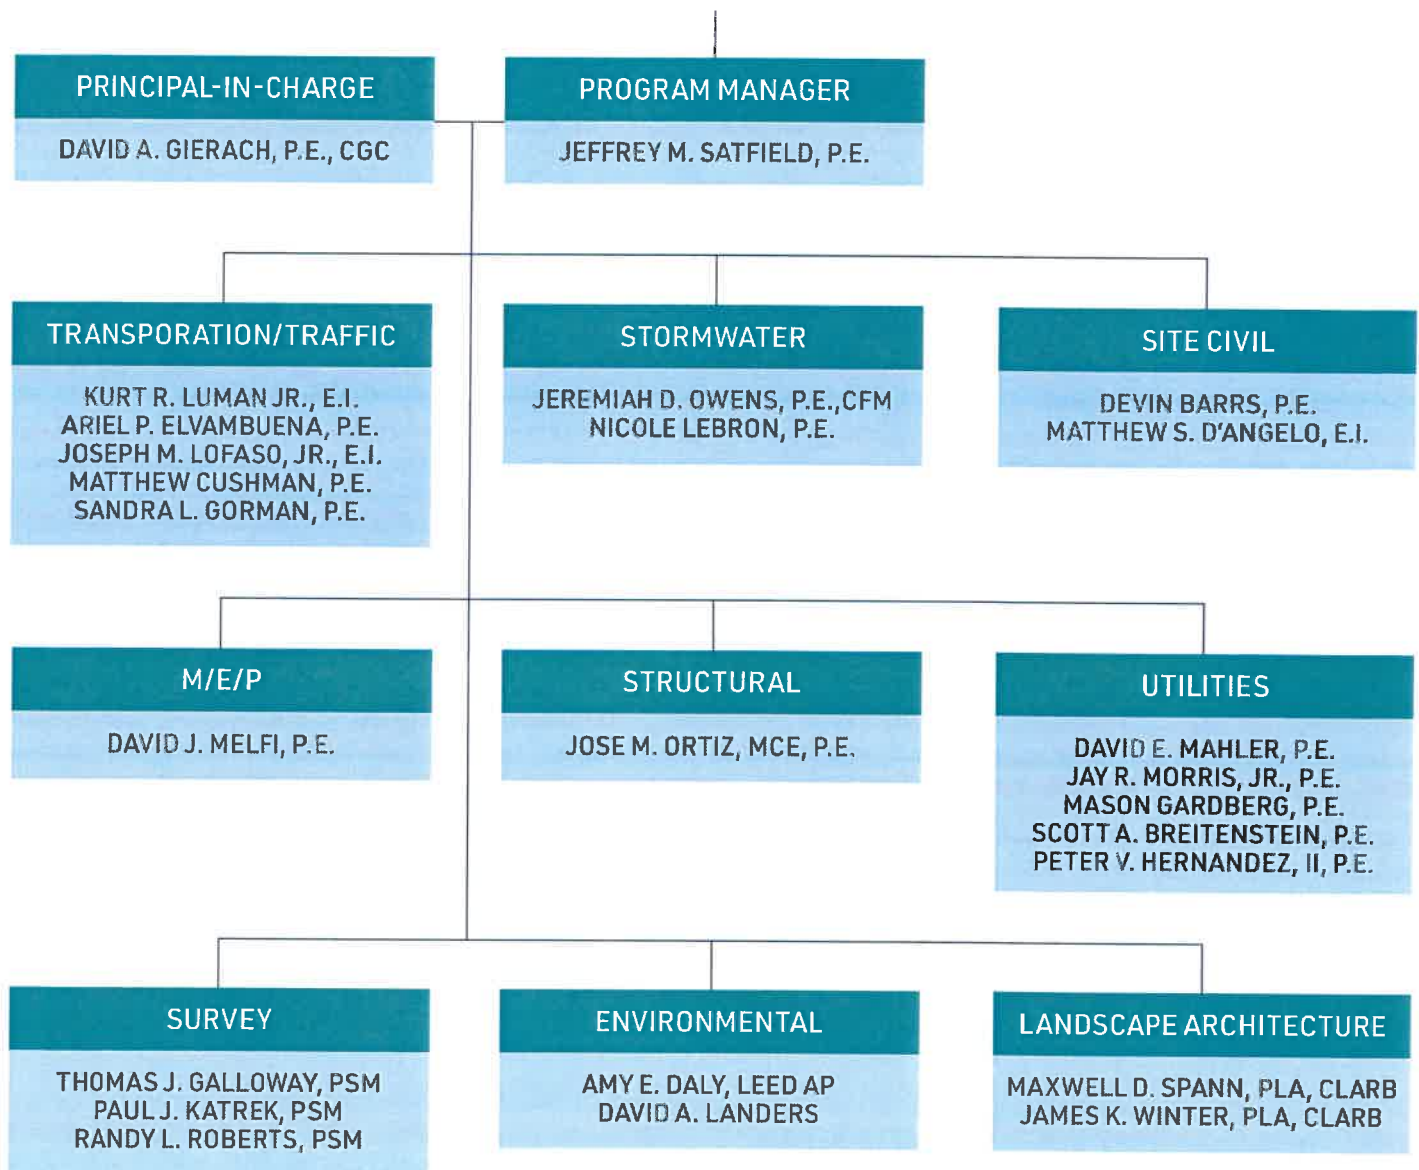 PRINCIPAL-IN-CHARGE
DAVID A. GIERACH, P.E., CGC
PROGRAM MANAGER
JEFFREY M. SATFIELD, P.E.
TRANSPORATION/TRAFFIC
KURT R. LUMAN JR., E.I.
ARIEL P. ELVAMBUENA, P.E.
JOSEPH M. LOFASO, JR., E.I.
MATTHEW CUSHMAN, P.E.
SANDRA L. GORMAN, P.E.
STORMWATER
JEREMIAH D. OWENS, P.E.,CFM
NICOLE LEBRON, P.E.
SITE CIVIL
DEVIN BARRS, P.E.
MATTHEW S. D'ANGELO, E.I.
M/E/P
DAVID J. MELFI, P.E.
STRUCTURAL
JOSE M. ORTIZ, MCE, P.E.
UTILITIES
DAVID E. MAHLER, P.E.
JAY R. MORRIS, JR., P.E.
MASON GARDBERG, P.E.
SCOTT A. BREITENSTEIN, P.E.
PETER V. HERNANDEZ, II, P.E.
SURVEY
THOMAS J. GALLOWAY, PSM
PAUL J. KATREK, PSM
RANDY L. ROBERTS, PSM
ENVIRONMENTAL
AMY E. DALY, LEED AP
DAVID A. LANDERS
LANDSCAPE ARCHITECTURE
MAXWELL D. SPANN, PLA, CLARB
JAMES K. WINTER, PLA, CLARB